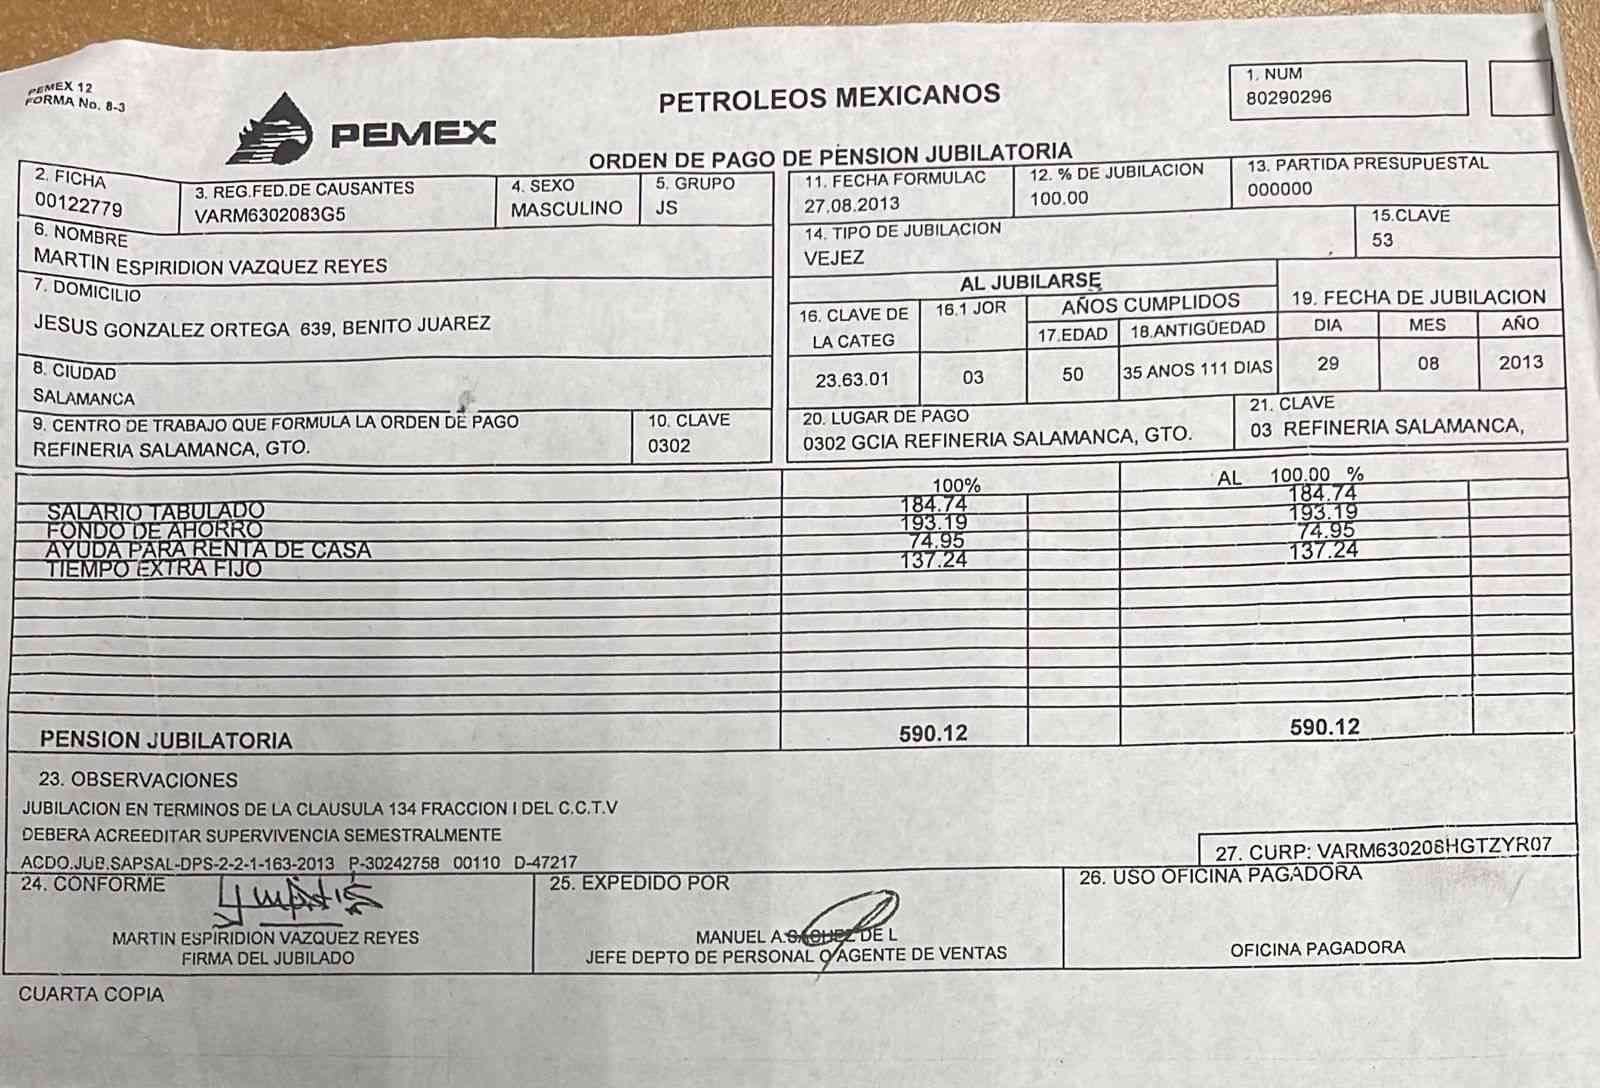 PEMEX 12
FORMA No. 8-3
PEMEX
PETROLEOS MEXICANOS
ORDEN DE PAGO DE PENSION JUBILATORIA
1. NUM
80290296
2. FICHA
00122779
3. REG.FED.DE CAUSANTES
VARM6302083G5
4. SEXO
MASCULINO
5. GRUPO
JS
6. NOMBRE
MARTIN ESPIRIDION VAZQUEZ REYES
7. DOMICILIO
JESUS GONZALEZ ORTEGA 639, BENITO JUAREZ
8. CIUDAD
SALAMANCA
9. CENTRO DE TRABAJO QUE FORMULA LA ORDEN DE PAGO
REFINERIA SALAMANCA, GTO.
10. CLAVE
0302
11. FECHA FORMULAC
27.08.2013
12. % DE JUBILACION
100.00
13. PARTIDA PRESUPUESTAL
000000
14. TIPO DE JUBILACION
VEJEZ
15.CLAVE
53
AL JUBILARSE
16. CLAVE DE
LA CATEG
23.63.01
16.1 JOR
03
AÑOS CUMPLIDOS
17.EDAD
50
18.ANTIGÜEDAD
35 ANOS 111 DIAS
19. FECHA DE JUBILACION
DIA MES AÑO
29 08 2013
20. LUGAR DE PAGO
0302 GCIA REFINERIA SALAMANCA, GTO.
21. CLAVE
03 REFINERIA SALAMANCA,
100% AL 100.00 %
SALARIO TABULADO 184.74 184.74
FONDO DE AHORRO 193.19 193.19
AYUDA PARA RENTA DE CASA 74.95 74.95
TIEMPO EXTRA FIJO 137.24 137.24
PENSION JUBILATORIA 590.12 590.12
23. OBSERVACIONES
JUBILACION EN TERMINOS DE LA CLAUSULA 134 FRACCION I DEL C.C.T.V
DEBERA ACREEDITAR SUPERVIVENCIA SEMESTRALMENTE
ACDO.JUB.SAPSAL-DPS-2-2-1-163-2013 P-30242758 00110 D-47217
27. CURP: VARM630208HGTZYR07
24. CONFORME
MARTIN ESPIRIDION VAZQUEZ REYES
FIRMA DEL JUBILADO
25. EXPEDIDO POR
MANUEL A. DE L
JEFE DEPTO DE PERSONAL O AGENTE DE VENTAS
26. USO OFICINA PAGADORA
OFICINA PAGADORA
CUARTA COPIA